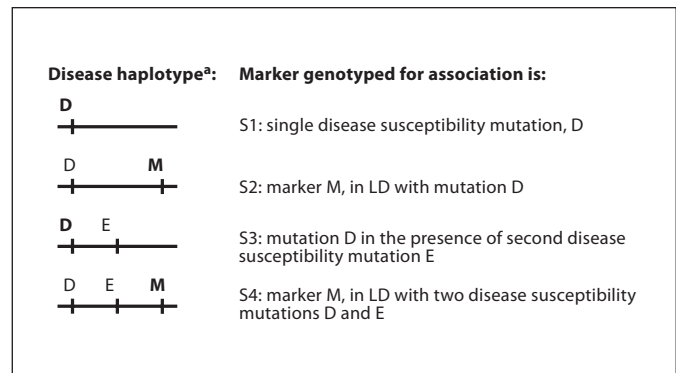 Disease haplotypeᵃ: Marker genotyped for association is:
D
S1: single disease susceptibility mutation, D
D M
S2: marker M, in LD with mutation D
D E
S3: mutation D in the presence of second disease
susceptibility mutation E
D E M
S4: marker M, in LD with two disease susceptibility
mutations D and E